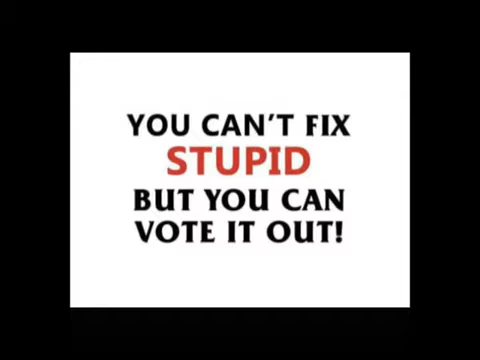 YOU CAN'T FIX
STUPID
BUT YOU CAN
VOTE IT OUT!